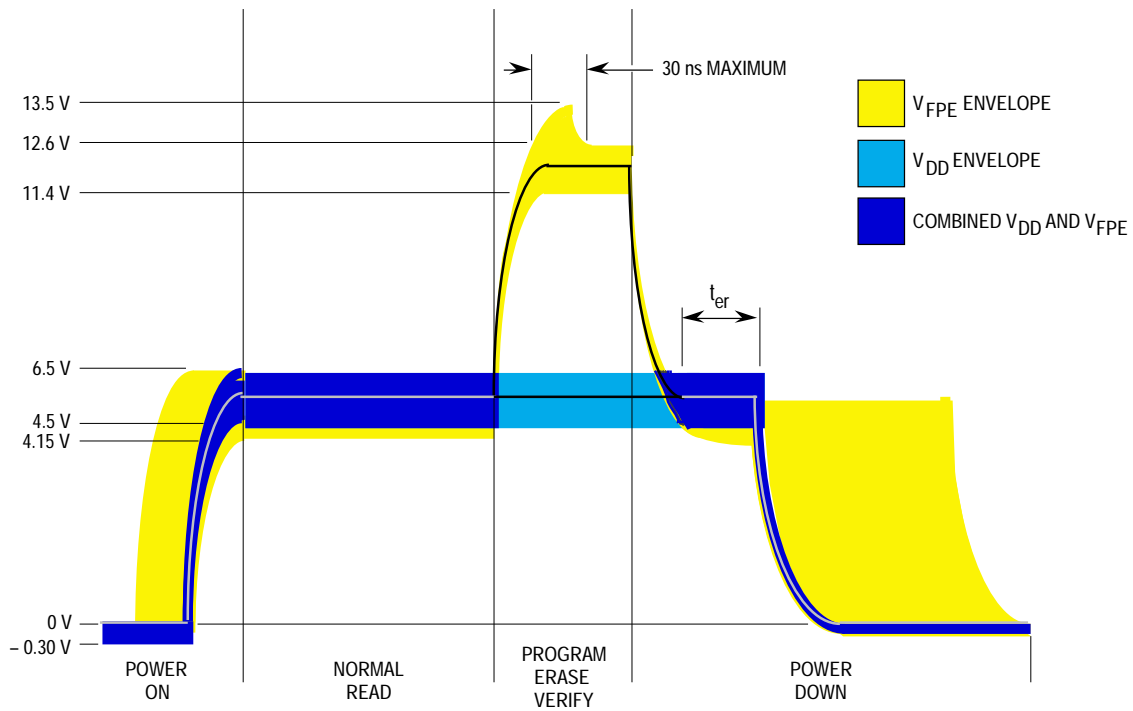 30 ns MAXIMUM
13.5 V
12.6 V
11.4 V
6.5 V
4.5 V
4.15 V
0 V
– 0.30 V
VFPE ENVELOPE
VDD ENVELOPE
COMBINED VDD AND VFPE
ter
POWER
ON
NORMAL
READ
PROGRAM
ERASE
VERIFY
POWER
DOWN